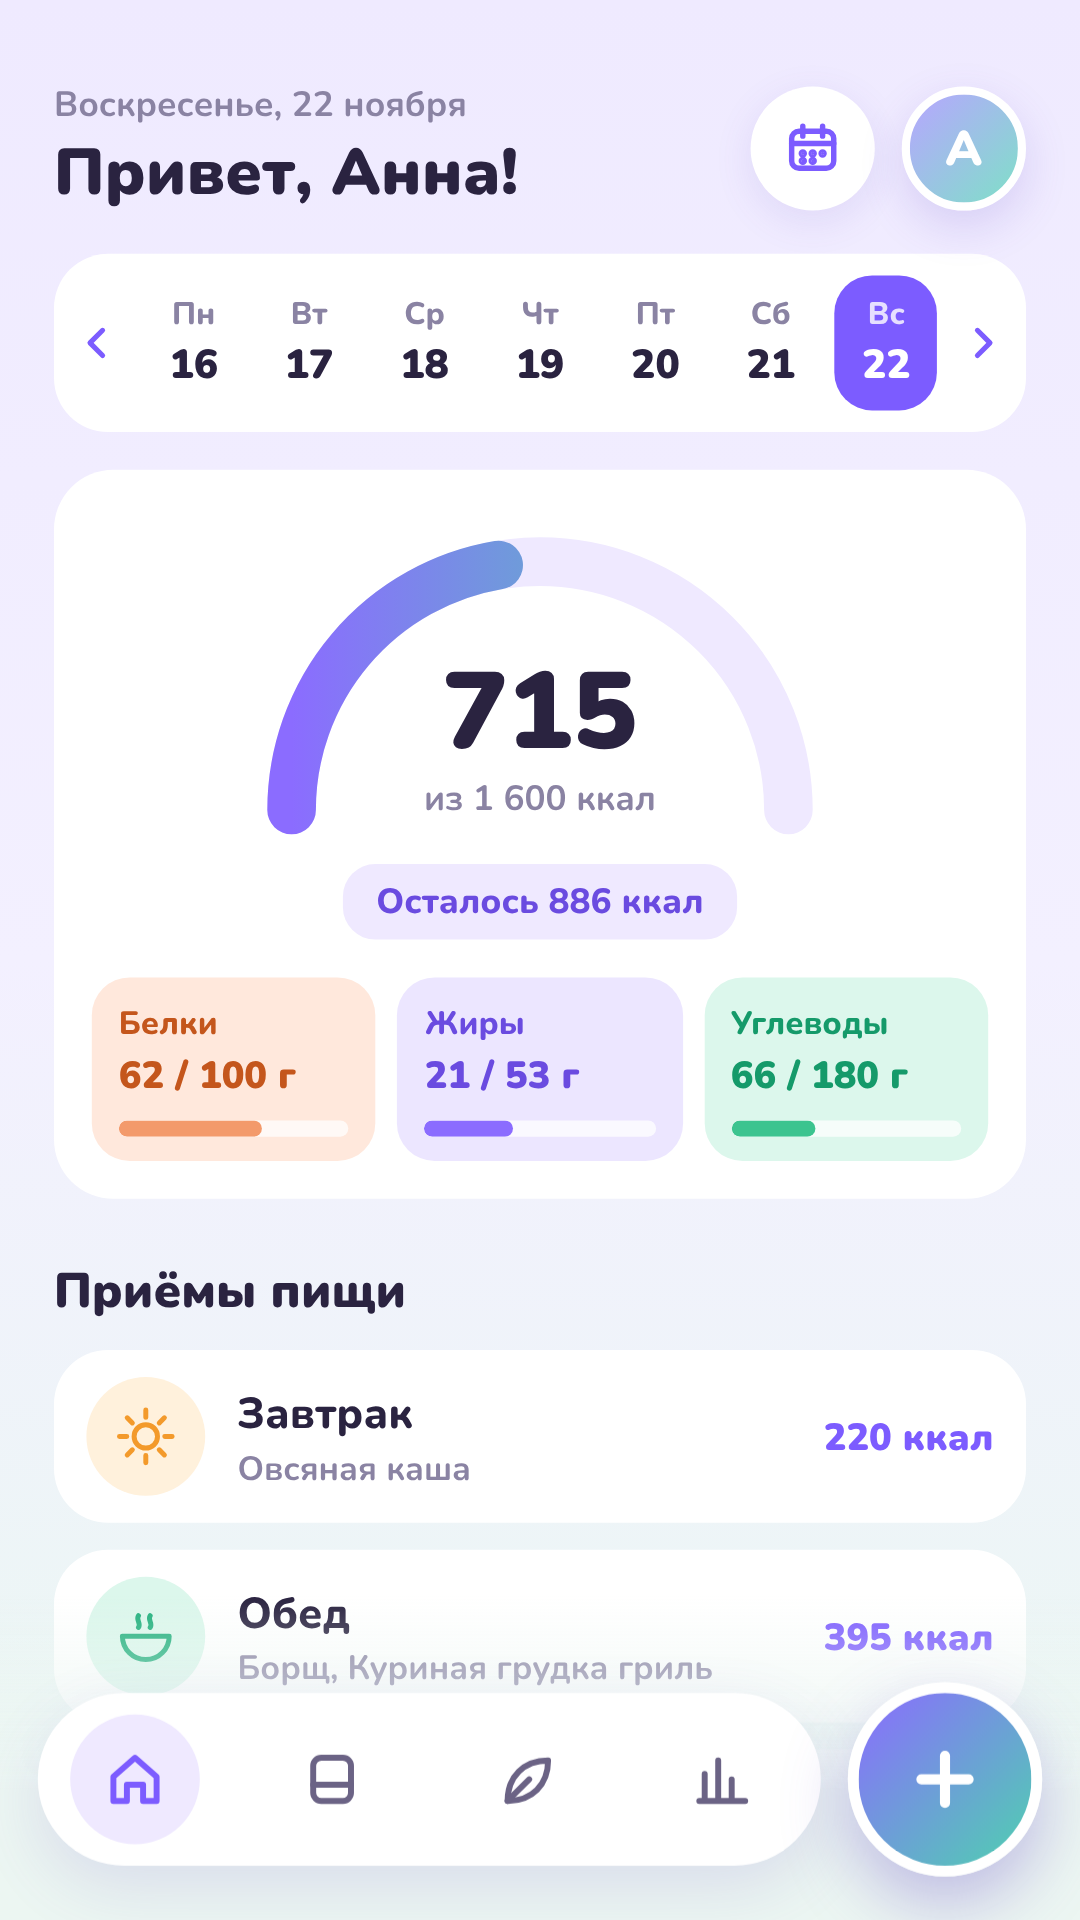 Воскресенье, 22 ноября
Привет, Анна!
А
Пн Вт Ср Чт Пт Сб Вс
16 17 18 19 20 21 22
715
из 1 600 ккал
Осталось 886 ккал
Белки Жиры Углеводы
62 / 100 г 21 / 53 г 66 / 180 г
Приёмы пищи
Завтрак
Овсяная каша
220 ккал
Обед
Борщ, Куриная грудка гриль
395 ккал